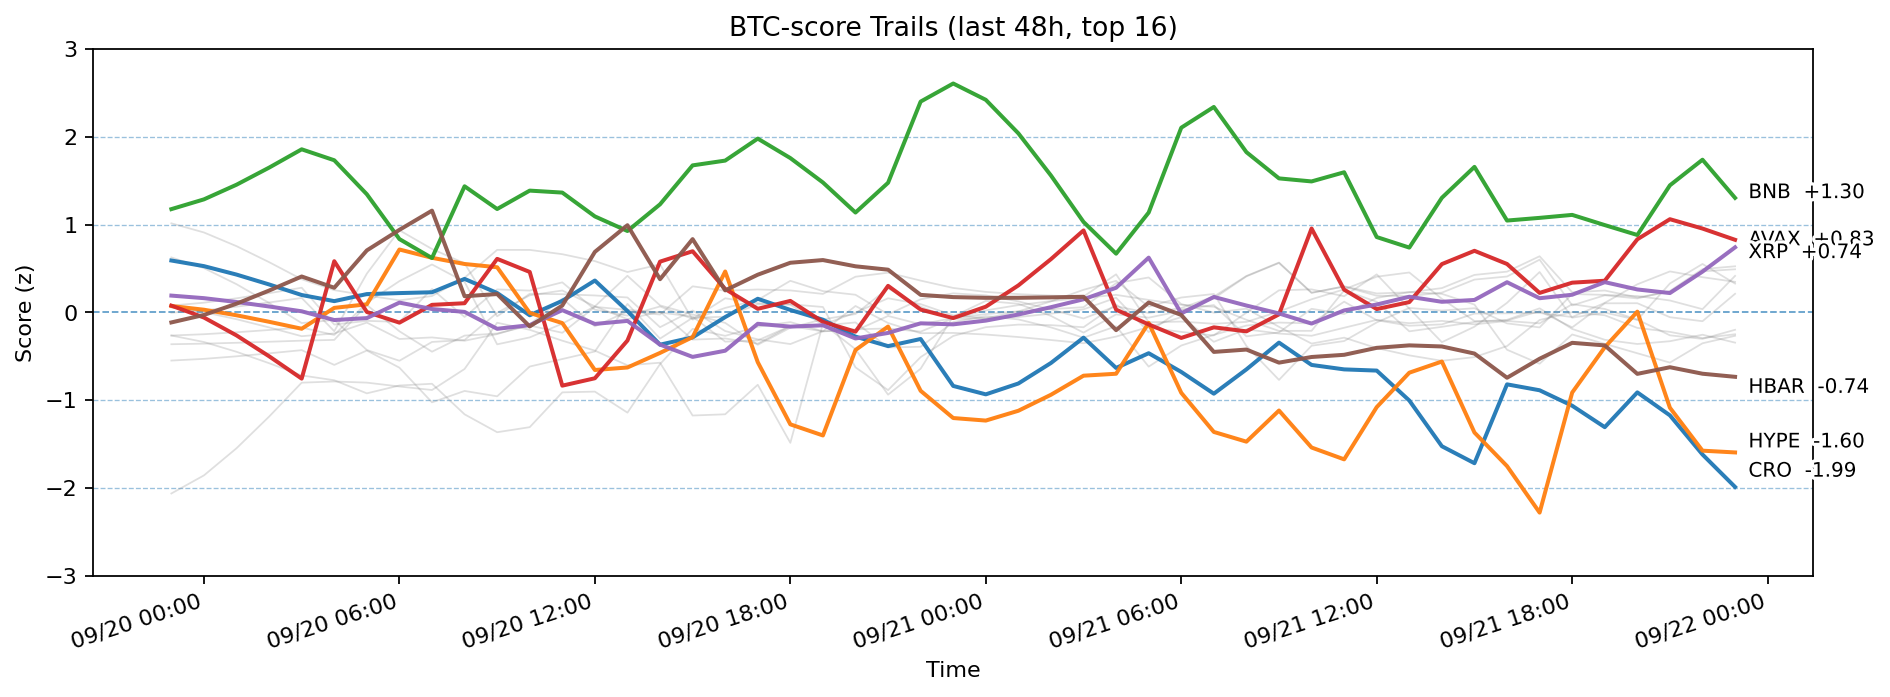 BTC-score Trails (last 48h, top 16)
Score (z)
3
2
1
0
−1
−2
−3
BNB +1.30
AVAX +0.83
XRP +0.74
HBAR -0.74
HYPE -1.60
CRO -1.99
09/20 00:00
09/20 06:00
09/20 12:00
09/20 18:00
09/21 00:00
09/21 06:00
09/21 12:00
09/21 18:00
09/22 00:00
Time